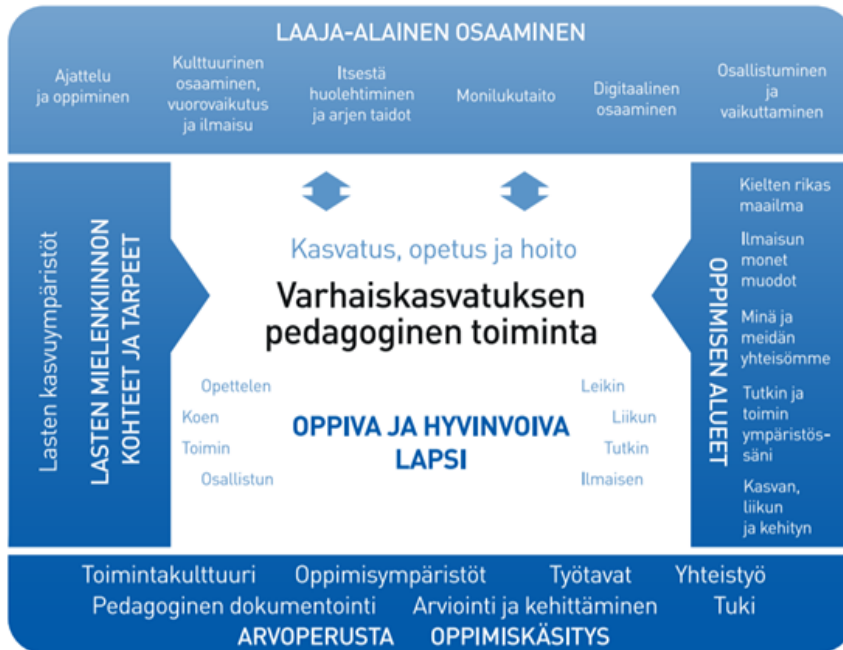 LAAJA-ALAINEN OSAAMINEN
Ajattelu
ja oppiminen
Kulttuurinen
osaaminen,
vuorovaikutus
ja ilmaisu
Itsestä
huolehtiminen
ja arjen taidot
Monilukutaito
Digitaalinen
osaaminen
Osallistuminen
ja
vaikuttaminen
Lasten kasvuympäristöt
LASTEN MIELENKIINNON
KOHTEET JA TARPEET
Kasvatus, opetus ja hoito
Varhaiskasvatuksen
pedagoginen toiminta
Opettelen
Koen
Toimin
Osallistun
OPPIVA JA HYVINVOIVA
LAPSI
Leikin
Liikun
Tutkin
Ilmaisen
OPPIMISEN ALUEET
Kielten rikas
maailma
Ilmaisun
monet
muodot
Minä ja
meidän
yhteisömme
Tutkin ja
toimin
ympäristös-
säni
Kasvan,
liikun
ja kehityn
Toimintakulttuuri Oppimisympäristöt Työtavat Yhteistyö
Pedagoginen dokumentointi Arviointi ja kehittäminen Tuki
ARVOPERUSTA OPPIMISKÄSITYS